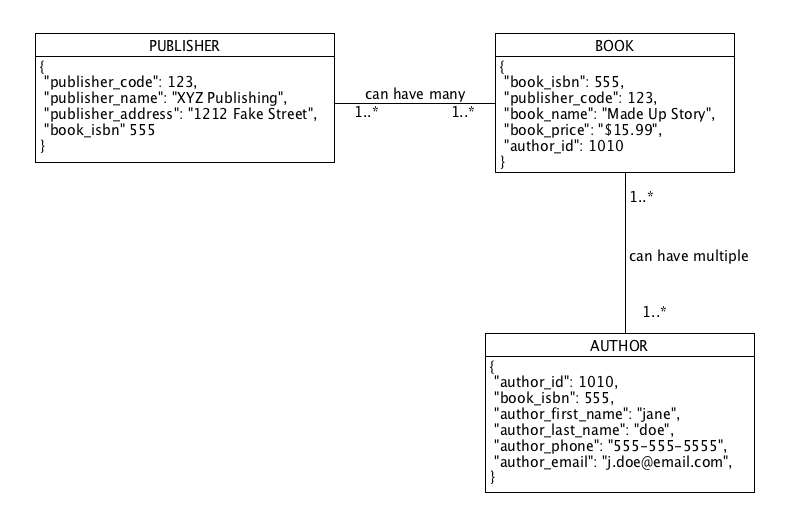 PUBLISHER
{
"publisher_code": 123,
"publisher_name": "XYZ Publishing",
"publisher_address": "1212 Fake Street",
"book_isbn" 555
}
can have many
1..*
1..*
BOOK
{
"book_isbn": 555,
"publisher_code": 123,
"book_name": "Made Up Story",
"book_price": "$15.99",
"author_id": 1010
}
1..*
can have multiple
1..*
AUTHOR
{
"author_id": 1010,
"book_isbn": 555,
"author_first_name": "jane",
"author_last_name": "doe",
"author_phone": "555-555-5555",
"author_email": "j.doe@email.com",
}